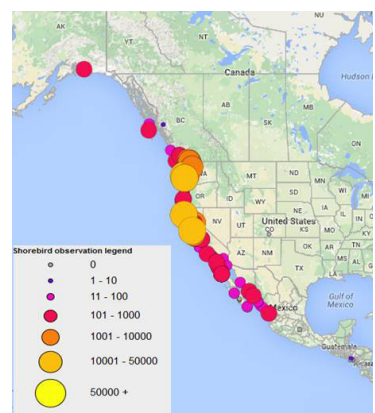 NU
AK
YT
NT
Canada
Hudson B
AB
BC
MB
SK
ON
WA
MT
ND
OR
MN
ID
SD
WI
MI
WY
NE
IA
IL
IN
OH
NV
UT
United States
CO
KS
MO
KY
OK
AR
TN
AZ
NM
MS
TX
LA
Shorebird observation legend
0
1 - 10
11 - 100
101 - 1000
1001 - 10000
10001 - 50000
50000 +
Gulf of
Mexico
Mexico
Guatemala